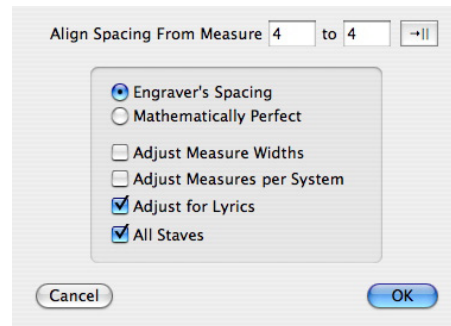 Align Spacing From Measure 4 to 4
Engraver's Spacing
Mathematically Perfect
Adjust Measure Widths
Adjust Measures per System
Adjust for Lyrics
All Staves
Cancel OK